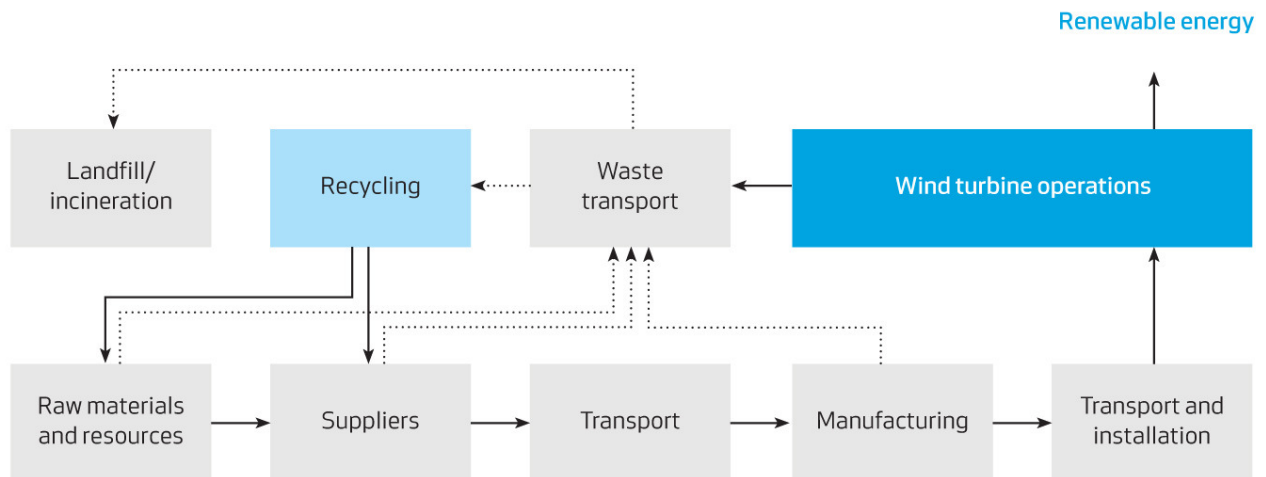 Renewable energy
Landfill/
incineration
Recycling
Waste
transport
Wind turbine operations
Raw materials
and resources
Suppliers
Transport
Manufacturing
Transport and
installation